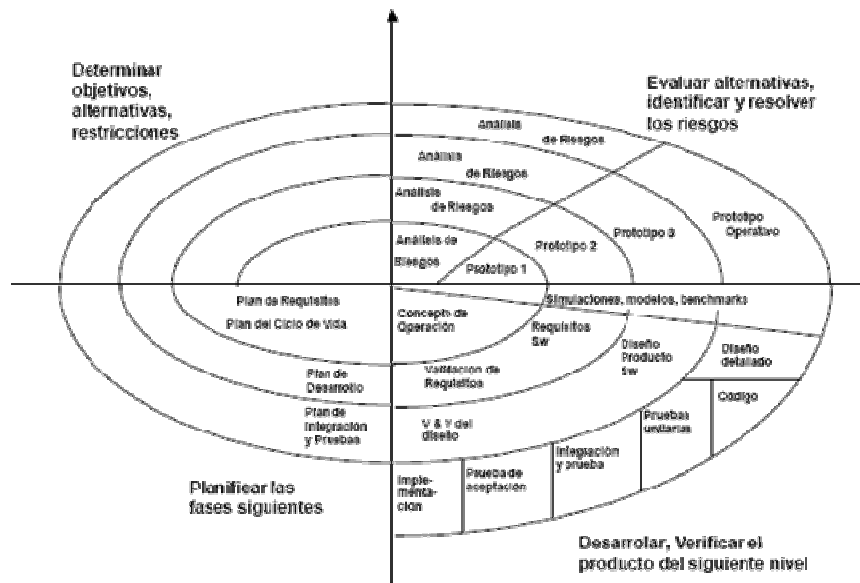 Determinar
objetivos,
alternativas,
restricciones
Evaluar alternativas,
identificar y resolver
los riesgos
Análisis
de Riesgos
Análisis
de Riesgos
Análisis
de Riesgos
Análisis de
Riesgos
Prototipo 1
Prototipo 2
Prototipo 3
Prototipo
Operativo
Simulaciones, modelos, benchmarks
Plan de Requisitos
Plan del Ciclo de Vida
Concepto de
Operación
Requisitos
Sw
Diseño
Producto
Sw
Diseño
detallado
Plan de
Desarrollo
Validación de
Requisitos
Código
Plan de
Integración
y Pruebas
V & V del
diseño
Pruebas
unitarias
Integración
y prueba
Prueba de
aceptación
Imple-
menta-
ción
Planificar las
fases siguientes
Desarrolar, Verificar el
producto del siguiente nivel